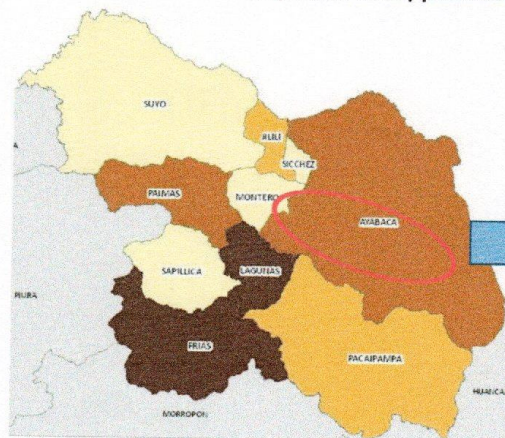 SUYO
JILILI
SICCHEZ
PAIMAS
MONTERO
AYABACA
SAPILLICA
LAGUNAS
PIURA
FRIAS
PACAIPAMPA
HUANCA
MORROPON